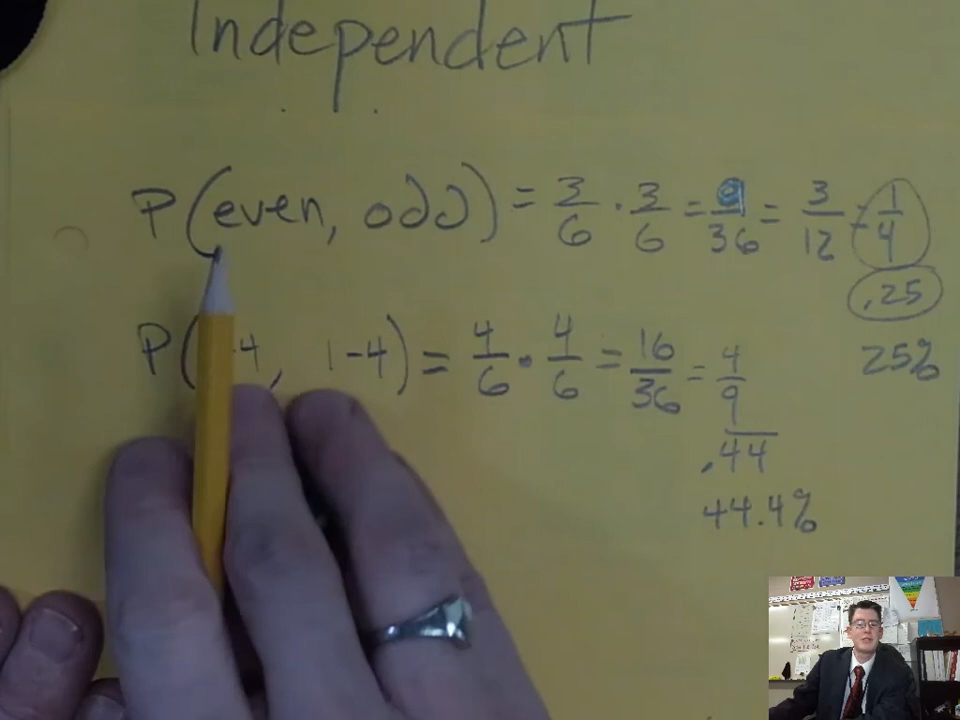 Independent
P(even, odd) = 3/6 · 3/6 = 9/36 = 3/12 = 1/4
.25
25%
P( -4, 1-4) = 4/6 · 4/6 = 16/36 = 4/9
.44
44.4%